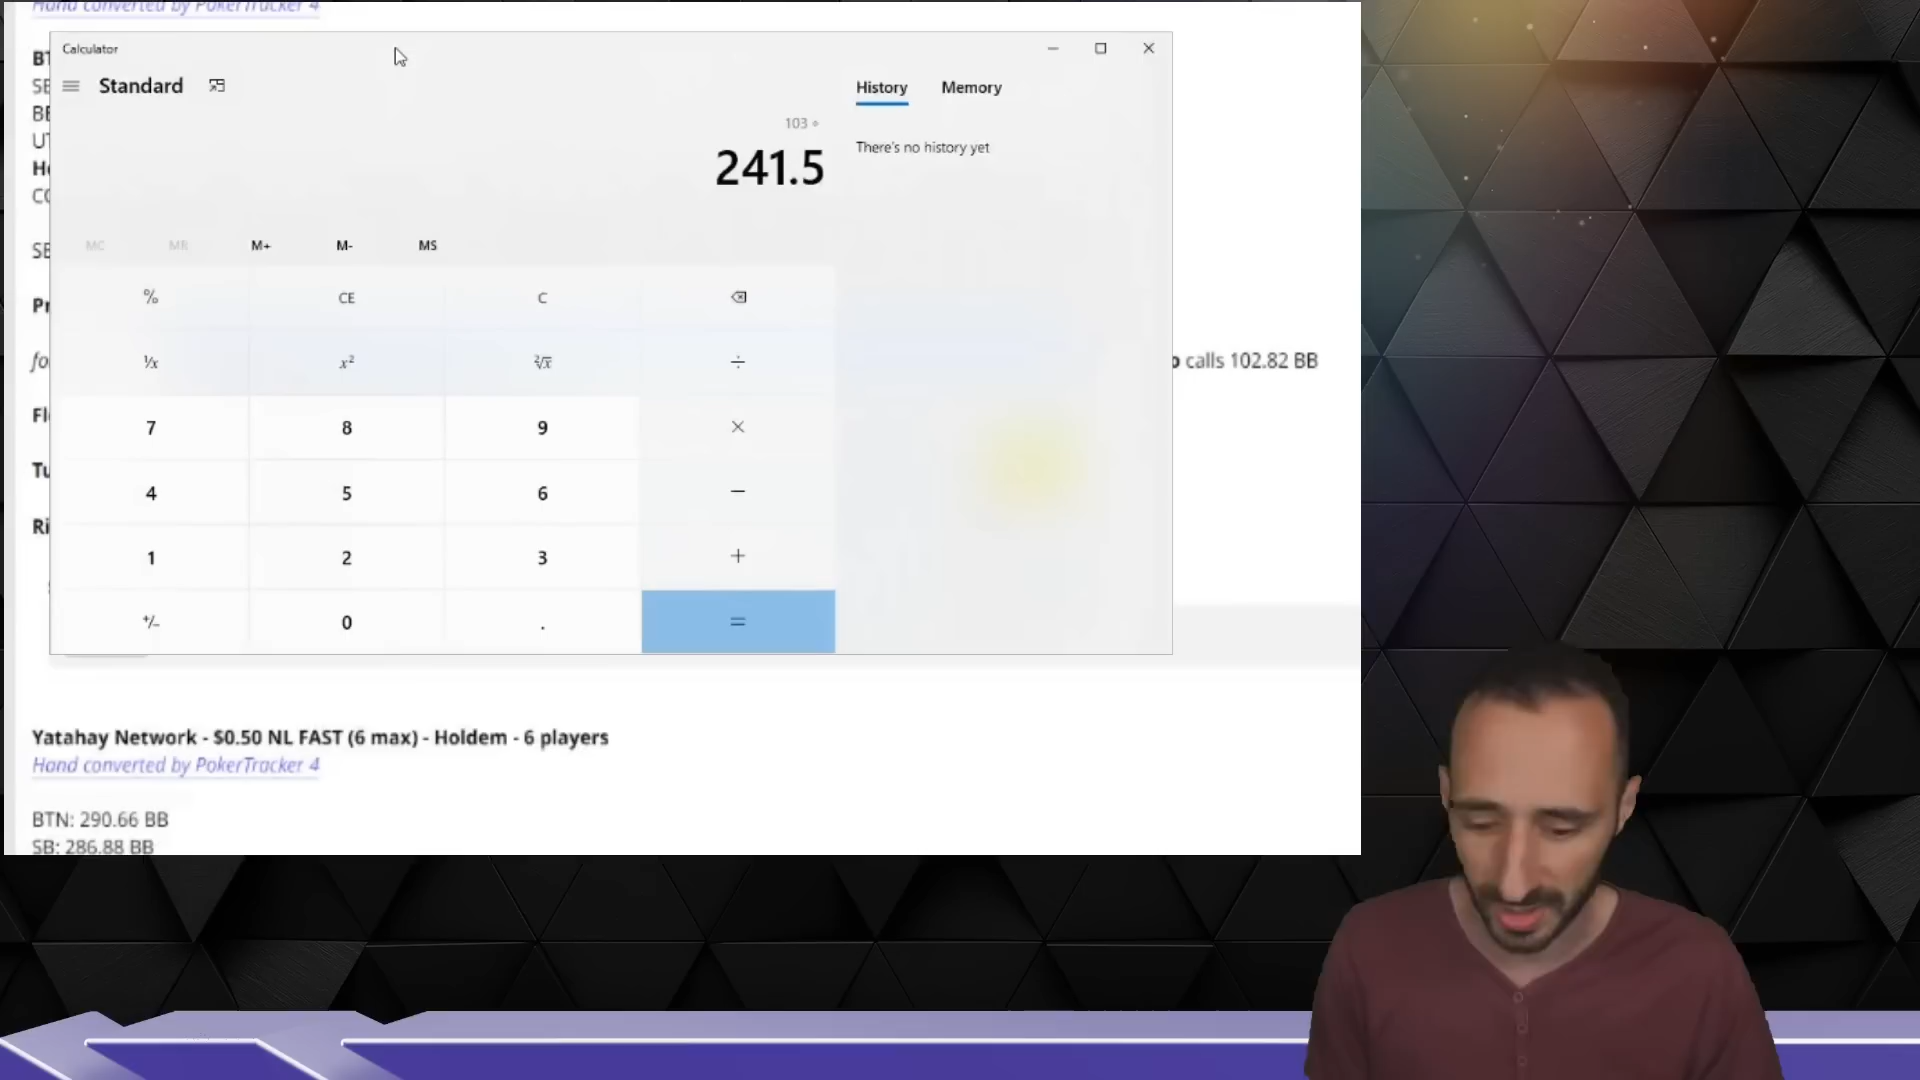 Hand converted by PokerTracker 4
Calculator
Standard
History
Memory
103 ÷
241.5
There's no history yet
MC MR M+ M- MS
% CE C
¹/x x² ²√x ÷
7 8 9 ×
4 5 6 −
1 2 3 +
+/− 0 . =
calls 102.82 BB
Yatahay Network - $0.50 NL FAST (6 max) - Holdem - 6 players
Hand converted by PokerTracker 4
BTN: 290.66 BB
SB: 286.88 BB